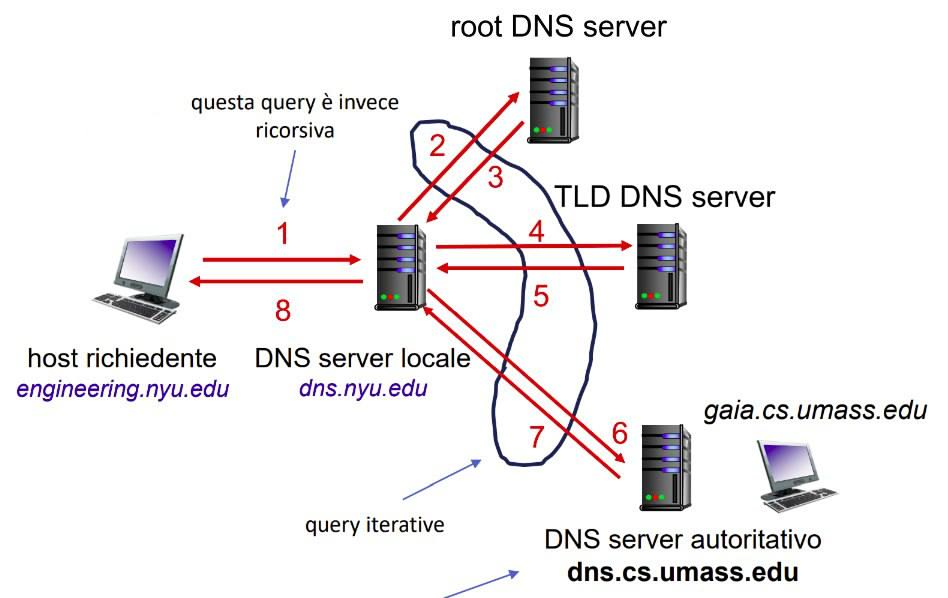 root DNS server
questa query è invece
ricorsiva
2
3
TLD DNS server
1
4
5
8
host richiedente
engineering.nyu.edu
DNS server locale
dns.nyu.edu
gaia.cs.umass.edu
6
7
query iterative
DNS server autoritativo
dns.cs.umass.edu